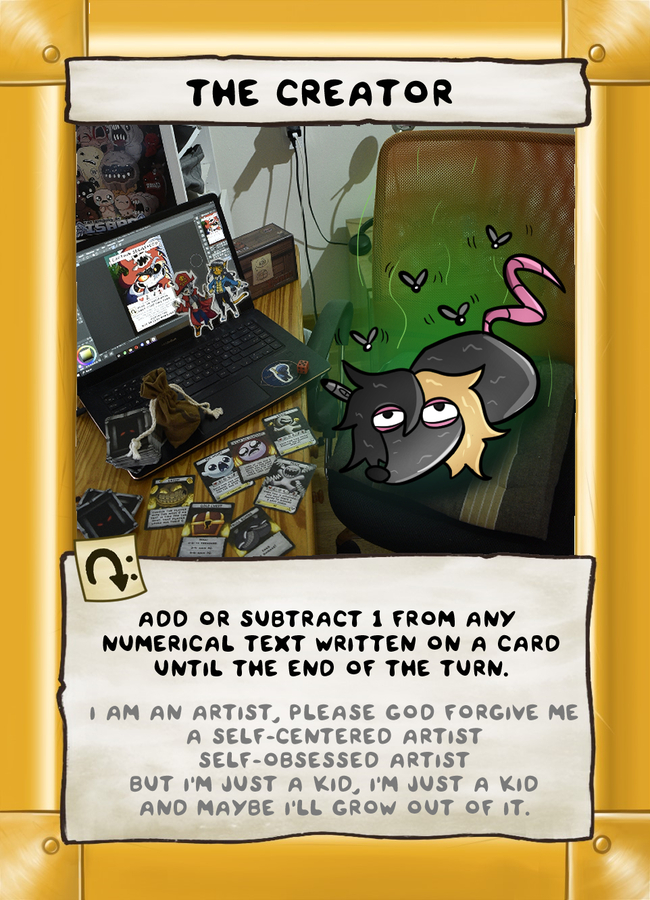 THE CREATOR
ADD OR SUBTRACT 1 FROM ANY
NUMERICAL TEXT WRITTEN ON A CARD
UNTIL THE END OF THE TURN.
I AM AN ARTIST, PLEASE GOD FORGIVE ME
A SELF-CENTERED ARTIST
SELF-OBSESSED ARTIST
BUT I'M JUST A KID, I'M JUST A KID
AND MAYBE I'LL GROW OUT OF IT.